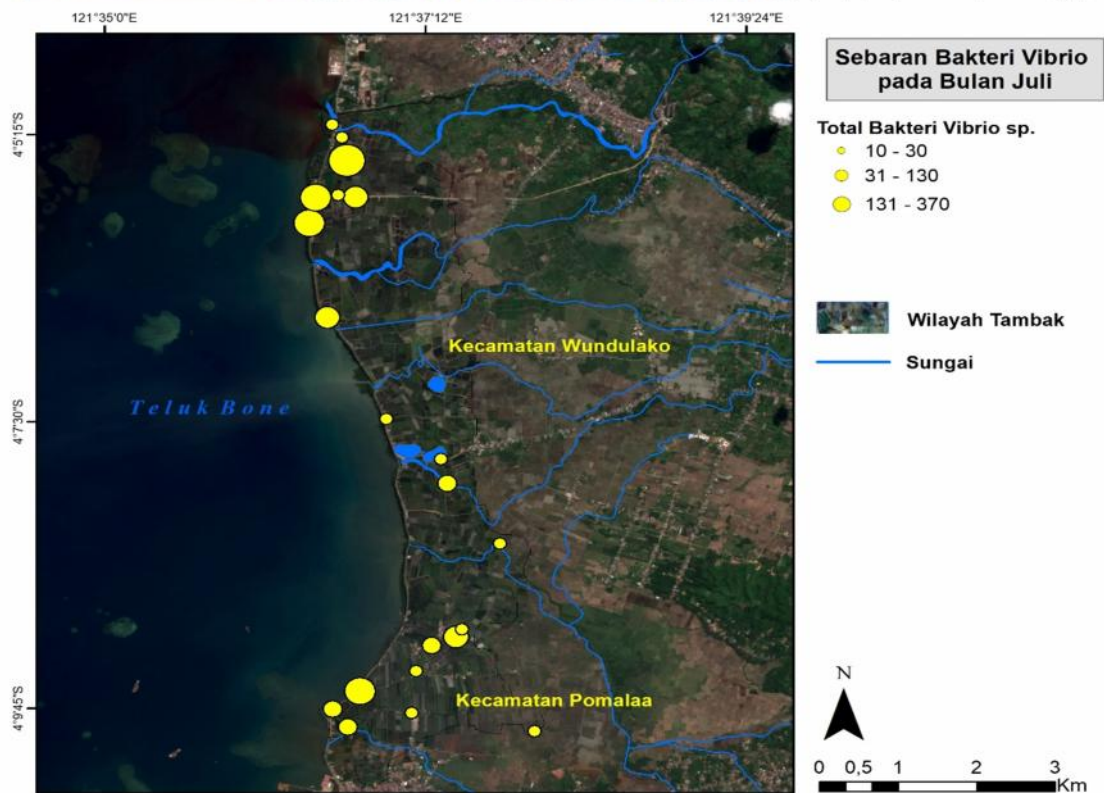 121°35'0"E
121°37'12"E
121°39'24"E
4°5'15"S
4°7'30"S
4°9'45"S
Kecamatan Wundulako
Teluk Bone
Kecamatan Pomalaa
Sebaran Bakteri Vibrio
pada Bulan Juli
Total Bakteri Vibrio sp.
10 - 30
31 - 130
131 - 370
Wilayah Tambak
Sungai
N
0 0,5 1 2 3
Km